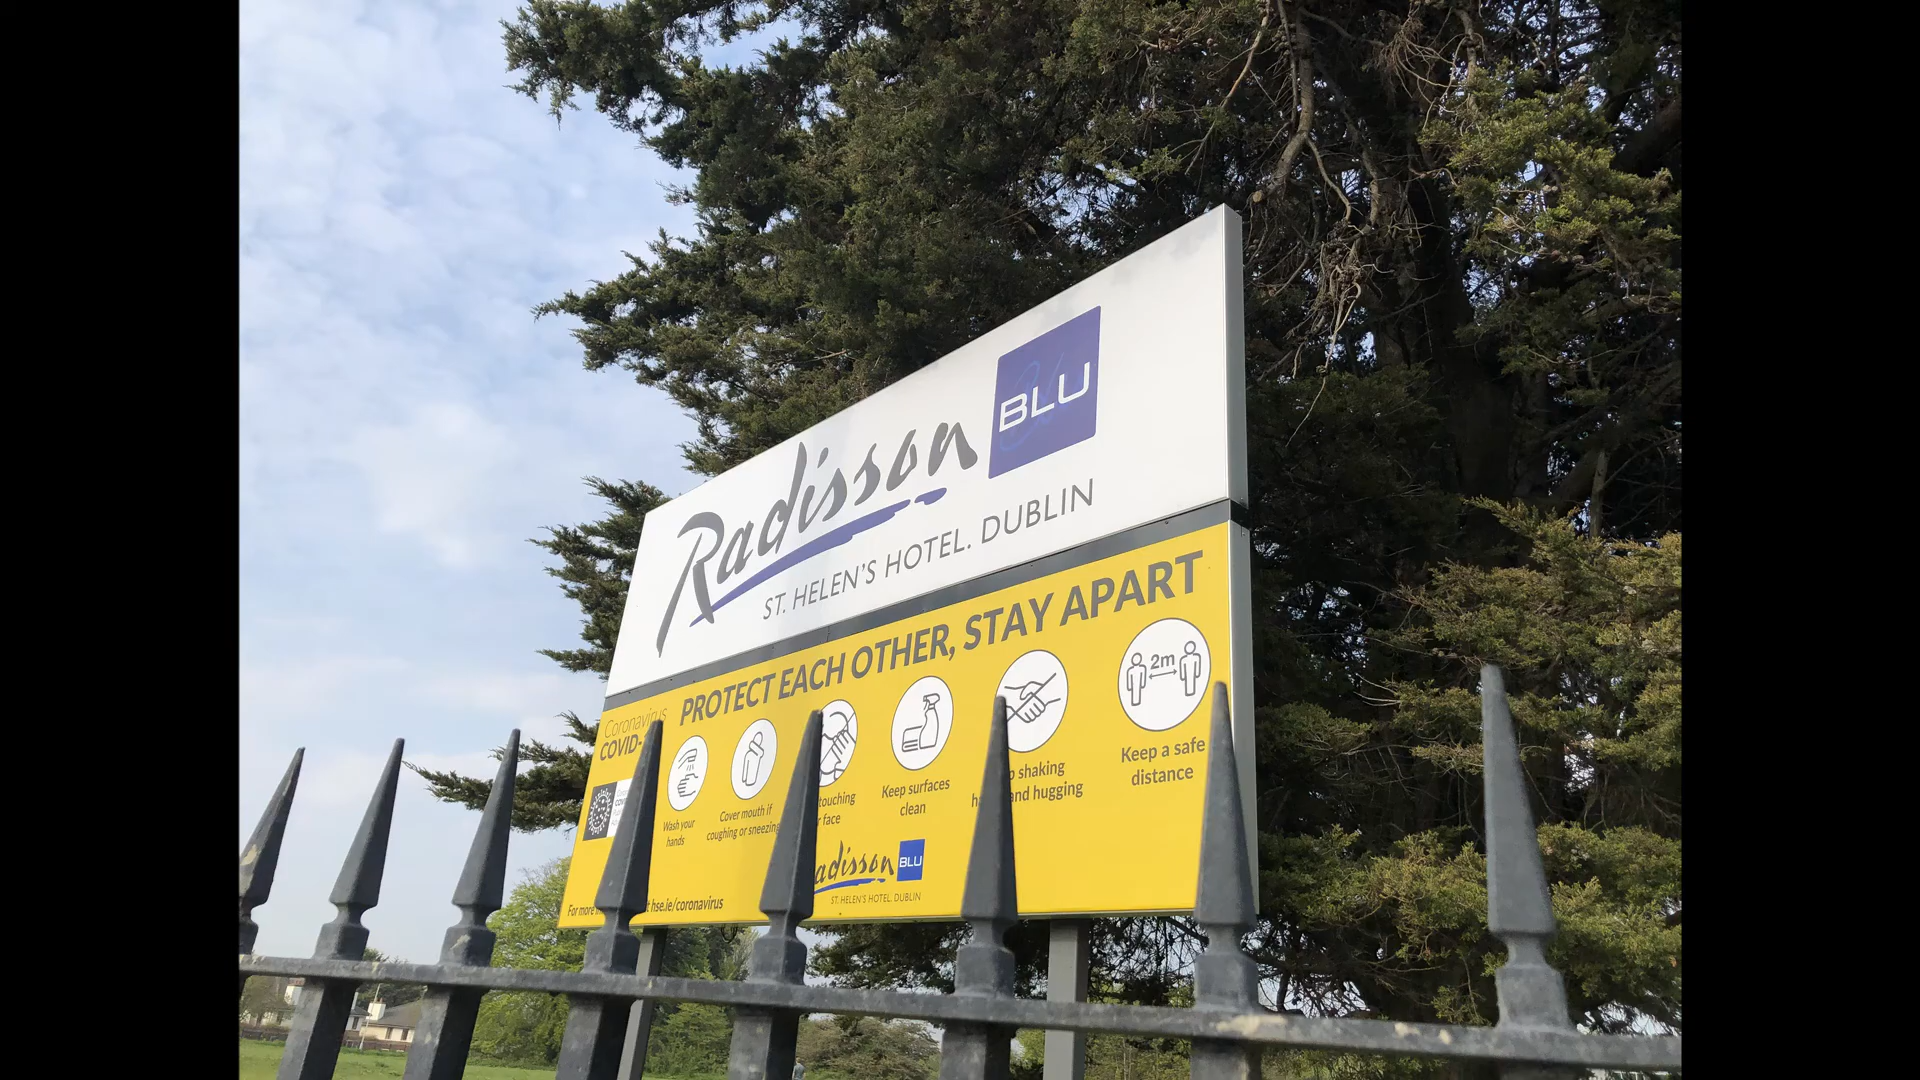 Radisson
BLU
ST. HELEN'S HOTEL. DUBLIN
PROTECT EACH OTHER, STAY APART
Coronavirus
COVID-
2m
Wash your
hands
Cover mouth if
coughing or sneezing
touching
face
Keep surfaces
clean
shaking
and hugging
Keep a safe
distance
adisson
BLU
ST. HELEN'S HOTEL. DUBLIN
For more
hse.ie/coronavirus